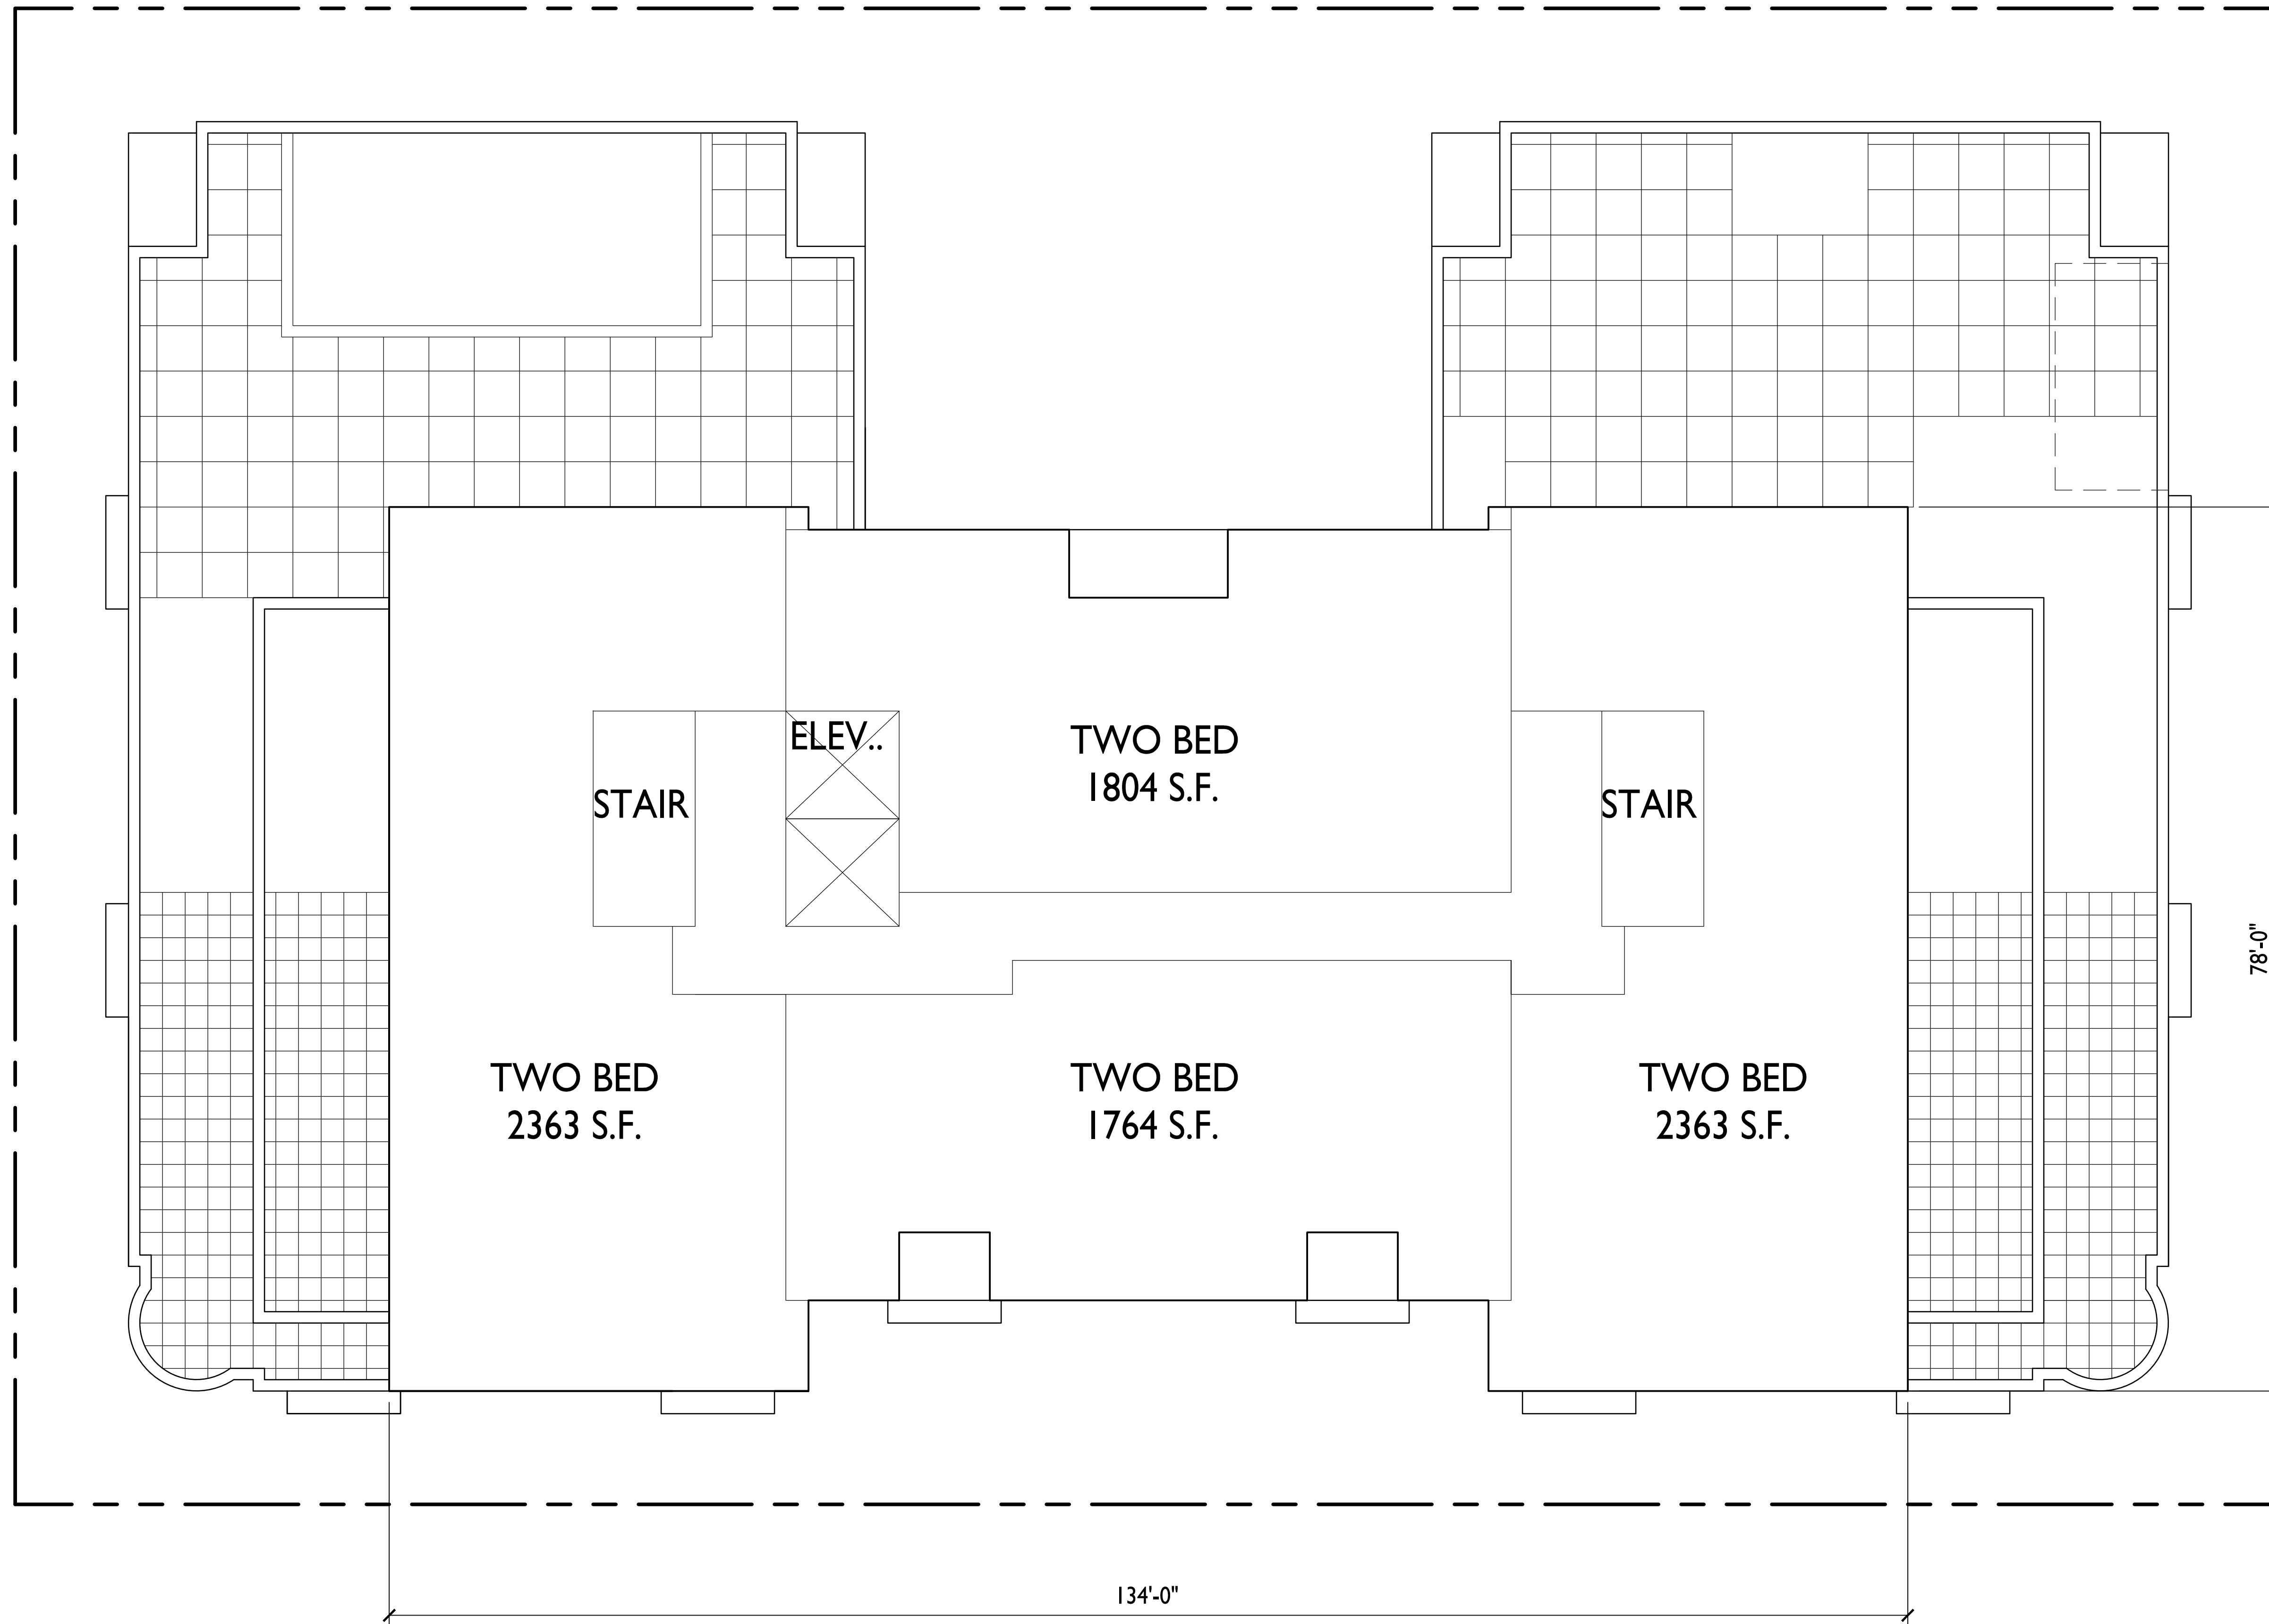 ELEV..
TWO BED
1804 S.F.
STAIR
STAIR
78'-0"
TWO BED
2363 S.F.
TWO BED
1764 S.F.
TWO BED
2363 S.F.
134'-0"